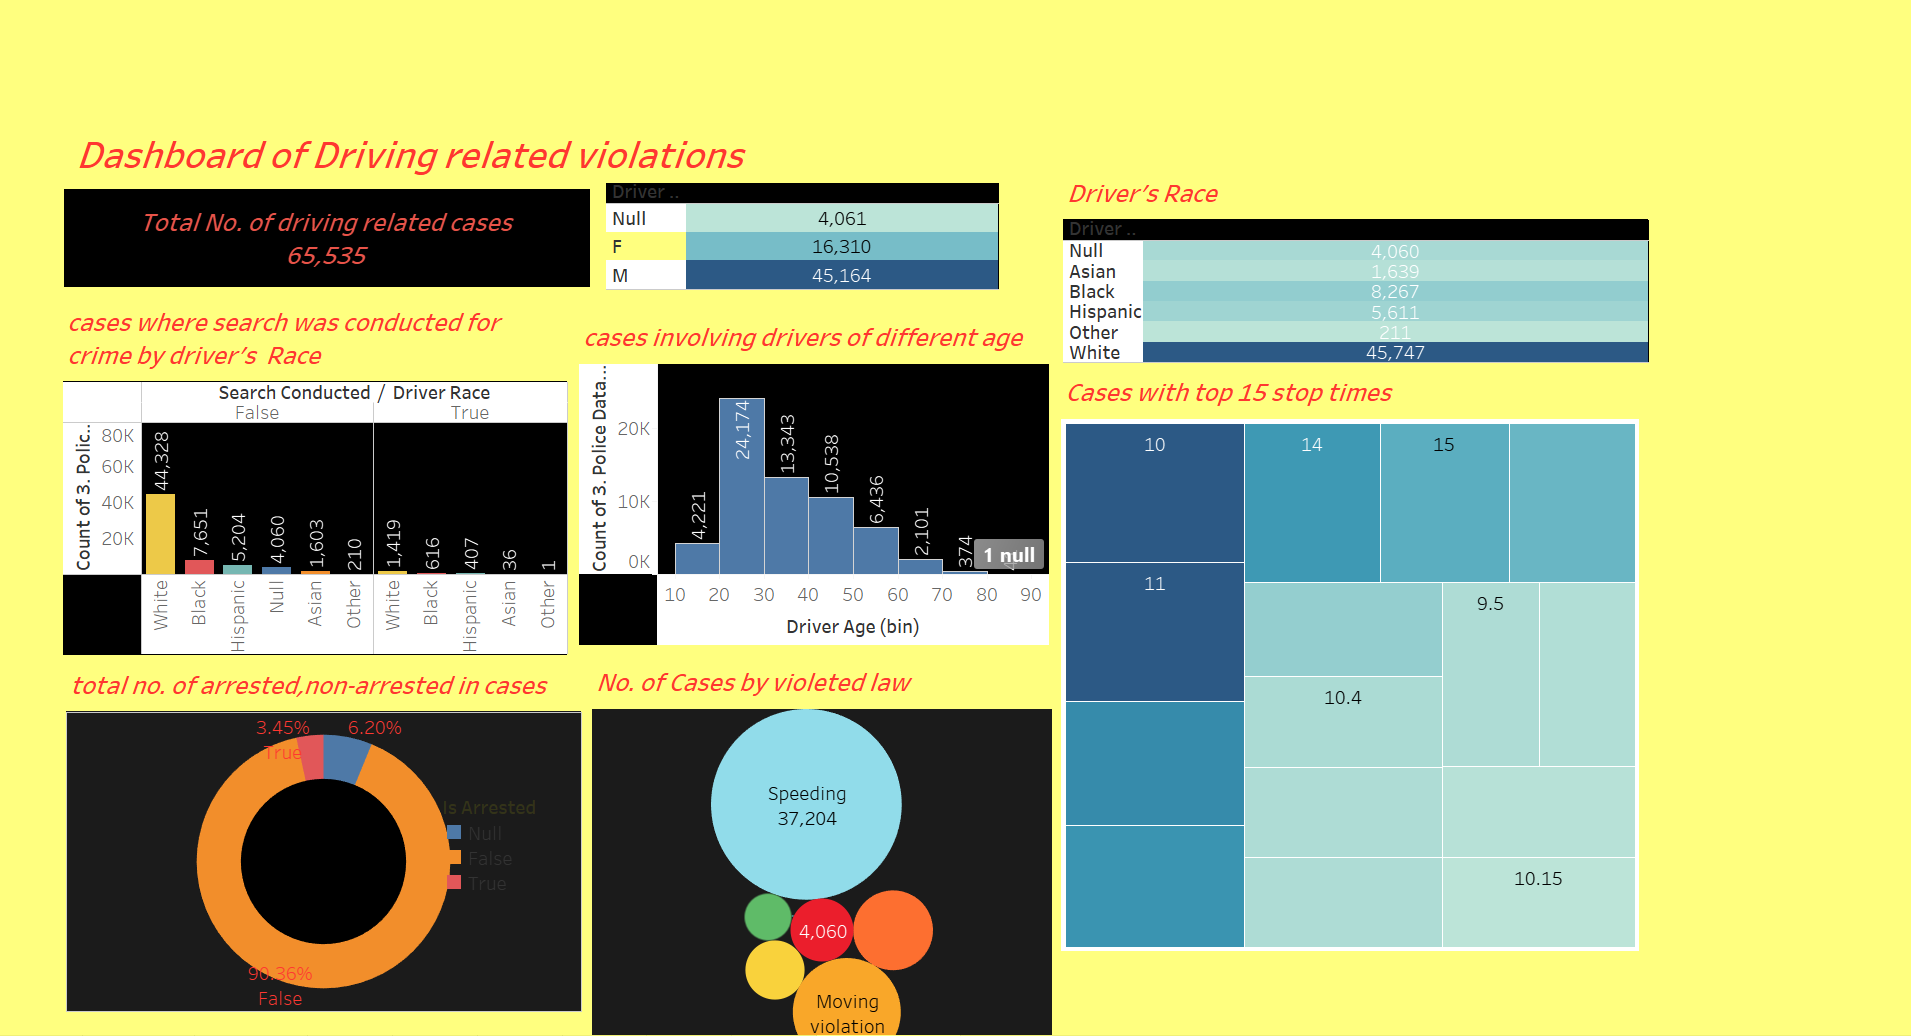 Dashboard of Driving related violations
Total No. of driving related cases
65,535
Driver ..
Null 4,061
F 16,310
M 45,164
Driver's Race
Driver ..
Null 4,060
Asian 1,639
Black 8,267
Hispanic 5,611
Other 211
White 45,747
cases where search was conducted for
crime by driver's Race
Search Conducted / Driver Race
False True
Count of 3. Polic..
80K
60K
40K
20K
44,328
7,651
5,204
4,060
1,603
210
1,419
616
407
36
1
White
Black
Hispanic
Null
Asian
Other
White
Black
Hispanic
Asian
Other
cases involving drivers of different age
Count of 3. Police Data...
20K
10K
0K
4,221
24,174
13,343
10,538
6,436
2,101
374
1 null
10 20 30 40 50 60 70 80 90
Driver Age (bin)
Cases with top 15 stop times
10
14
15
11
9.5
10.4
10.15
total no. of arrested,non-arrested in cases
3.45%
True
6.20%
90.36%
False
Is Arrested
Null
False
True
No. of Cases by violeted law
Speeding
37,204
4,060
Moving
violation